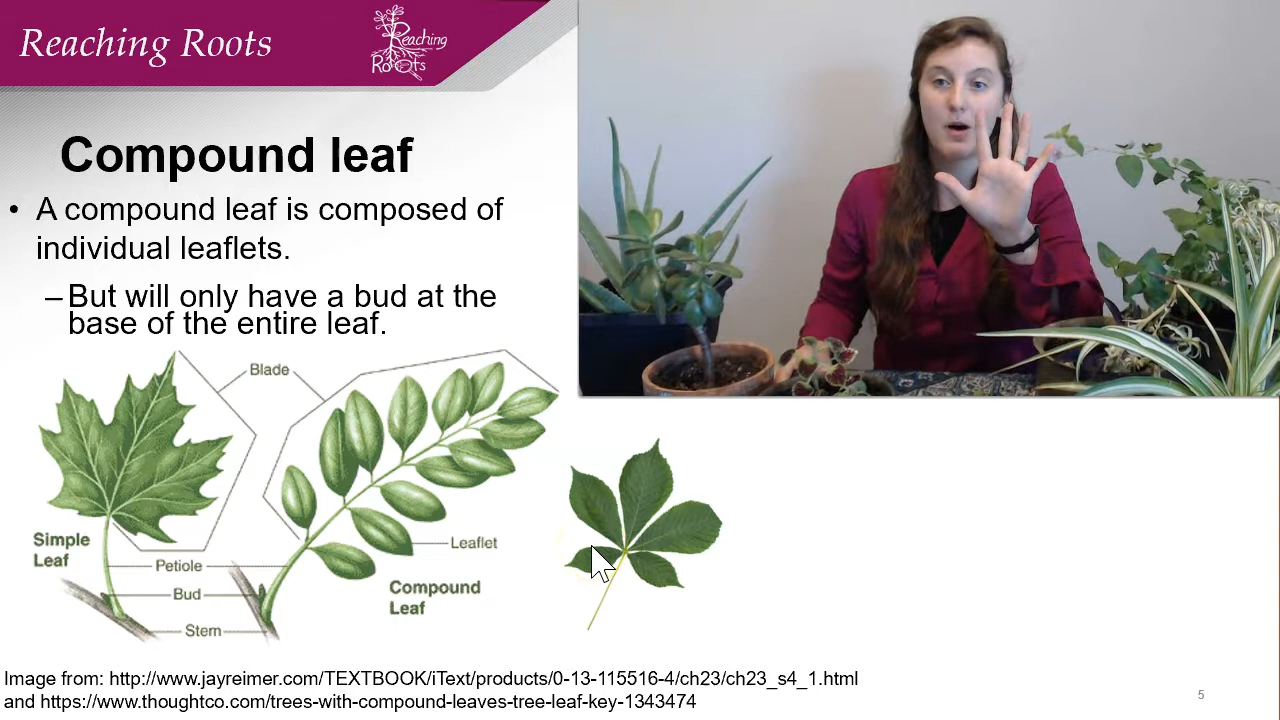 Reaching Roots
Reaching
Roots
Compound leaf
• A compound leaf is composed of
individual leaflets.
– But will only have a bud at the
base of the entire leaf.
Blade
Simple
Leaf
Leaflet
Petiole
Compound
Leaf
Bud
Stem
Image from: http://www.jayreimer.com/TEXTBOOK/iText/products/0-13-115516-4/ch23/ch23_s4_1.html
and https://www.thoughtco.com/trees-with-compound-leaves-tree-leaf-key-1343474
5